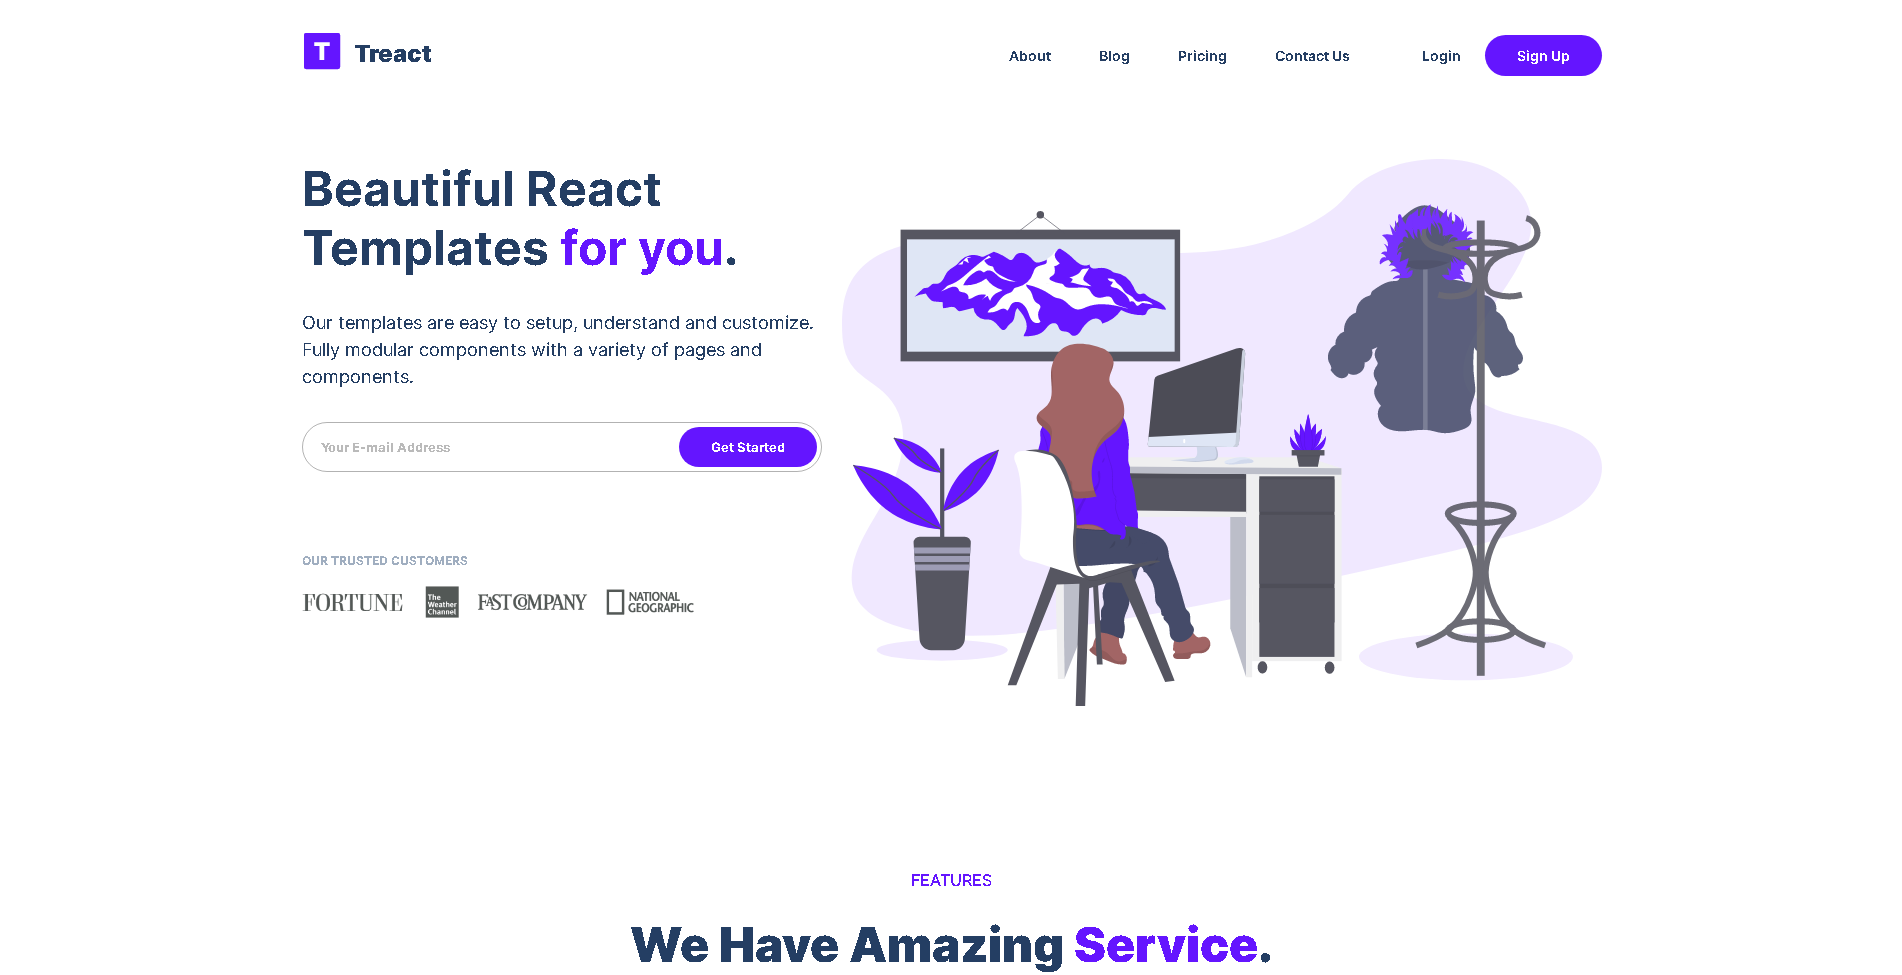 T Treact
About Blog Pricing Contact Us Login Sign Up
Beautiful React
Templates for you.
Our templates are easy to setup, understand and customize.
Fully modular components with a variety of pages and
components.
Your E-mail Address Get Started
OUR TRUSTED CUSTOMERS
FORTUNE
The
Weather
Channel
FAST COMPANY
NATIONAL
GEOGRAPHIC
FEATURES
We Have Amazing Service.